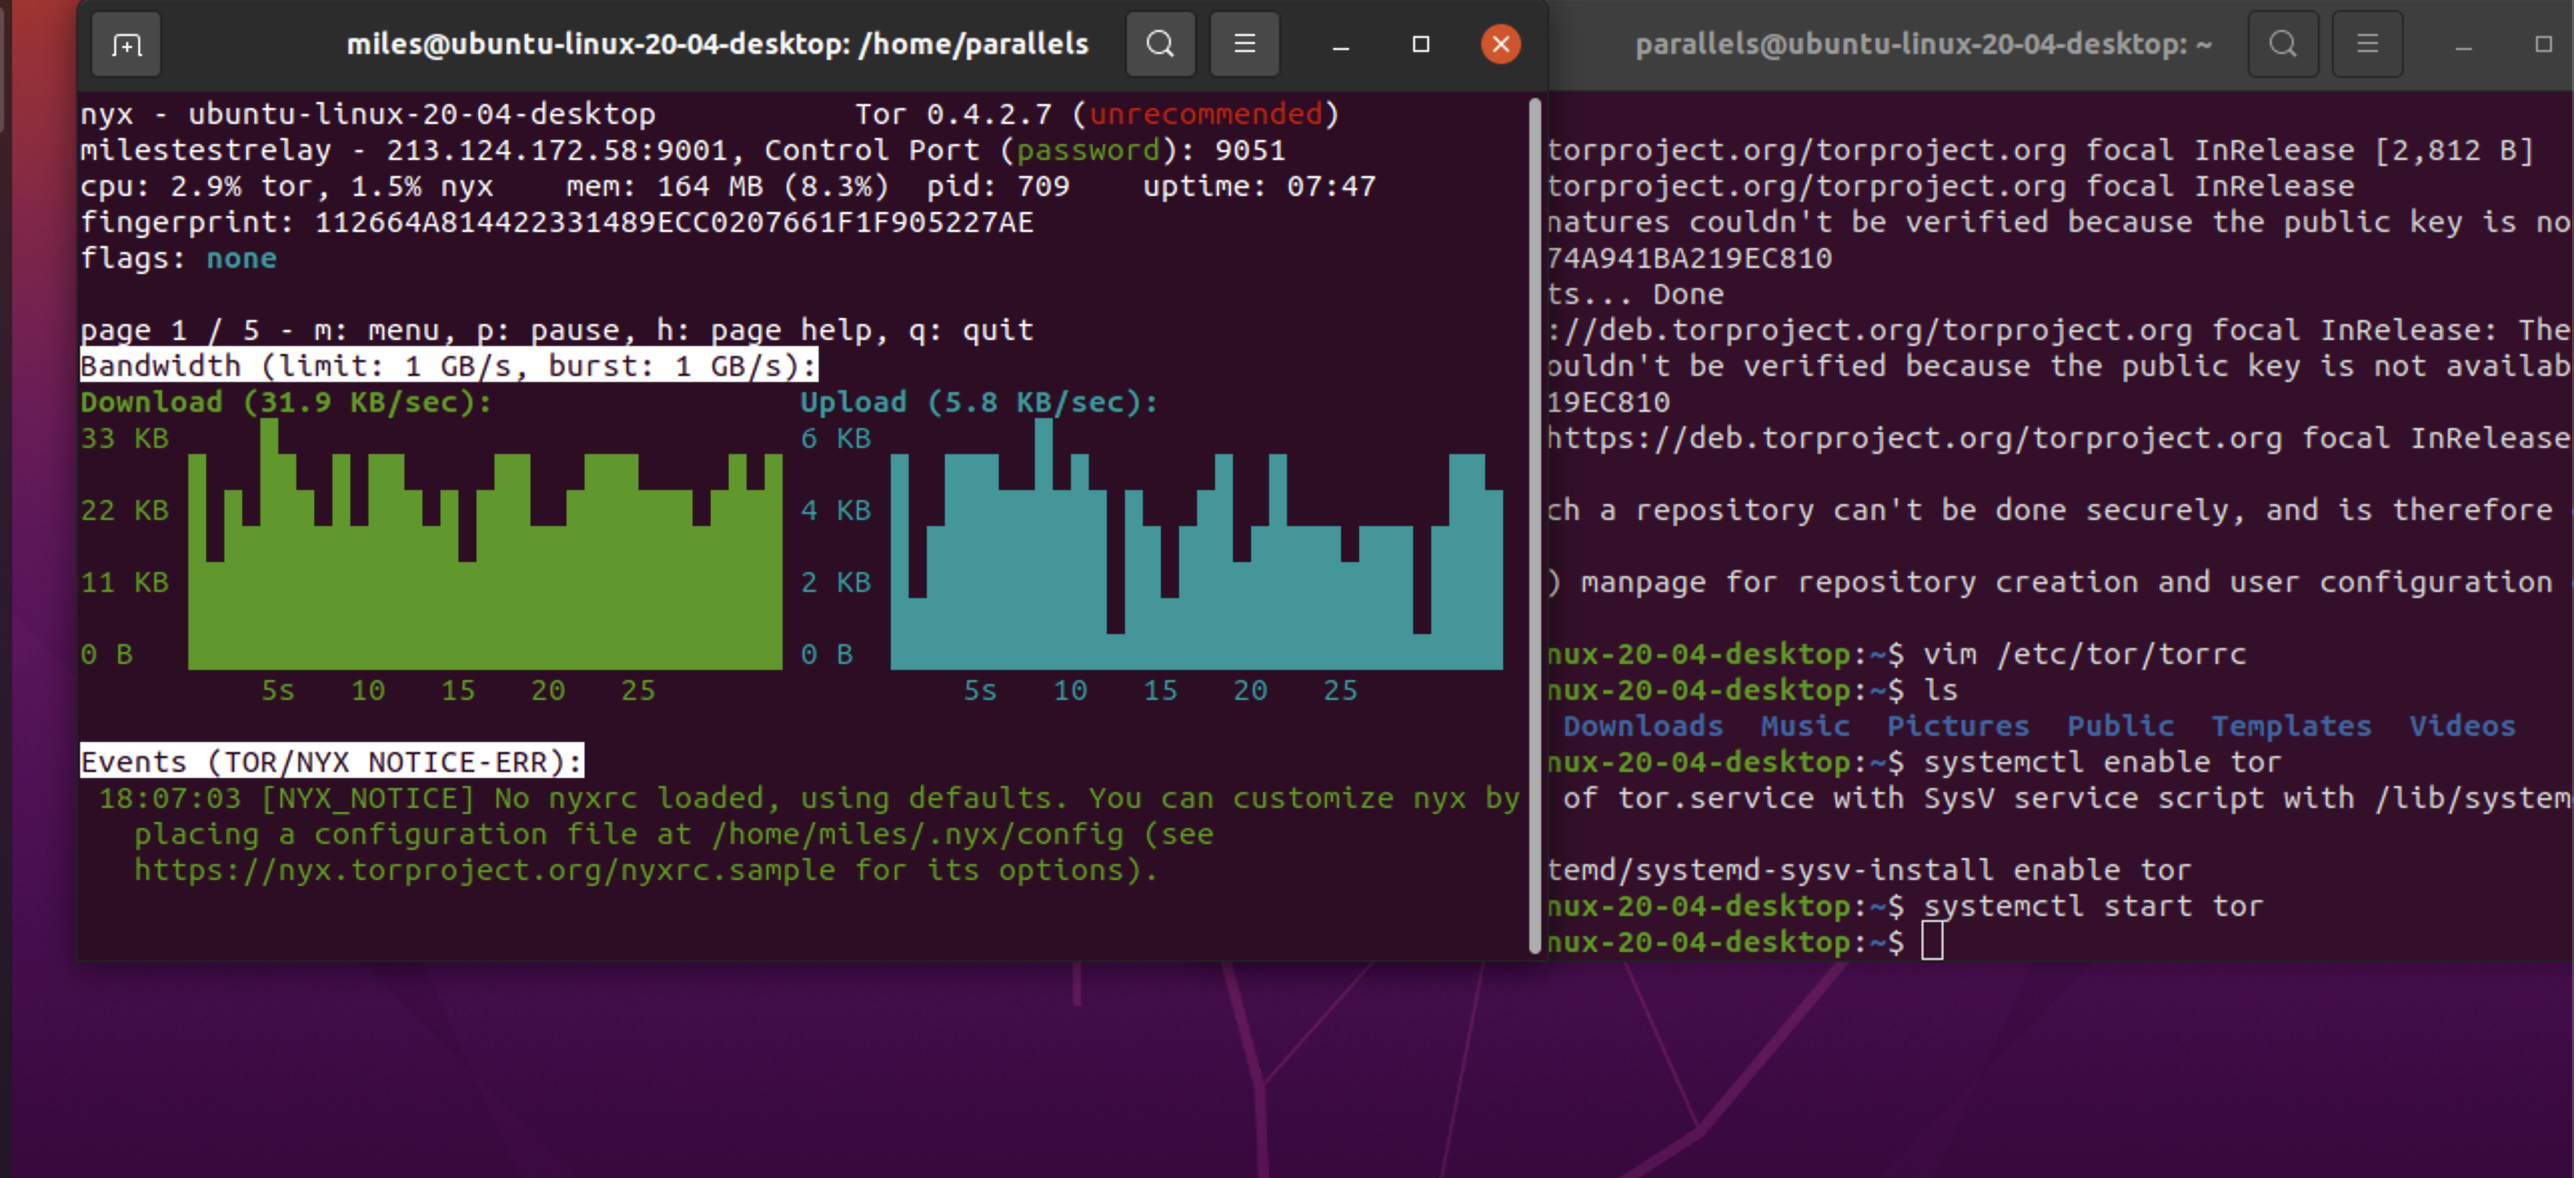 miles@ubuntu-linux-20-04-desktop: /home/parallels
nyx - ubuntu-linux-20-04-desktop           Tor 0.4.2.7 (unrecommended)
milestestrelay - 213.124.172.58:9001, Control Port (password): 9051
cpu: 2.9% tor, 1.5% nyx    mem: 164 MB (8.3%)  pid: 709    uptime: 07:47
fingerprint: 112664A814422331489ECC0207661F1F905227AE
flags: none
page 1 / 5 - m: menu, p: pause, h: page help, q: quit
Bandwidth (limit: 1 GB/s, burst: 1 GB/s):
Download (31.9 KB/sec): Upload (5.8 KB/sec):
33 KB 6 KB
22 KB 4 KB
11 KB 2 KB
0 B 0 B
5s 10 15 20 25 5s 10 15 20 25
Events (TOR/NYX NOTICE-ERR):
18:07:03 [NYX_NOTICE] No nyxrc loaded, using defaults. You can customize nyx by
placing a configuration file at /home/miles/.nyx/config (see
https://nyx.torproject.org/nyxrc.sample for its options).
parallels@ubuntu-linux-20-04-desktop: ~
torproject.org/torproject.org focal InRelease [2,812 B]
torproject.org/torproject.org focal InRelease
natures couldn't be verified because the public key is no
74A941BA219EC810
ts... Done
://deb.torproject.org/torproject.org focal InRelease: The
ouldn't be verified because the public key is not availab
19EC810
https://deb.torproject.org/torproject.org focal InRelease
ch a repository can't be done securely, and is therefore
) manpage for repository creation and user configuration
nux-20-04-desktop:~$ vim /etc/tor/torrc
nux-20-04-desktop:~$ ls
Downloads  Music  Pictures  Public  Templates  Videos
nux-20-04-desktop:~$ systemctl enable tor
of tor.service with SysV service script with /lib/system
temd/systemd-sysv-install enable tor
nux-20-04-desktop:~$ systemctl start tor
nux-20-04-desktop:~$